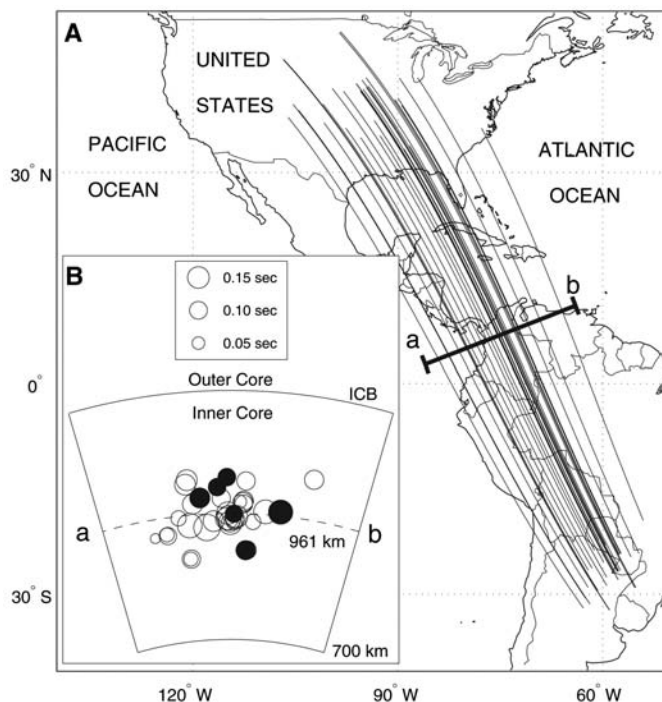 A
UNITED
STATES
PACIFIC
OCEAN
ATLANTIC
OCEAN
30° N
0°
30° S
120° W
90° W
60° W
a
b
B
0.15 sec
0.10 sec
0.05 sec
Outer Core
ICB
Inner Core
a
b
961 km
700 km